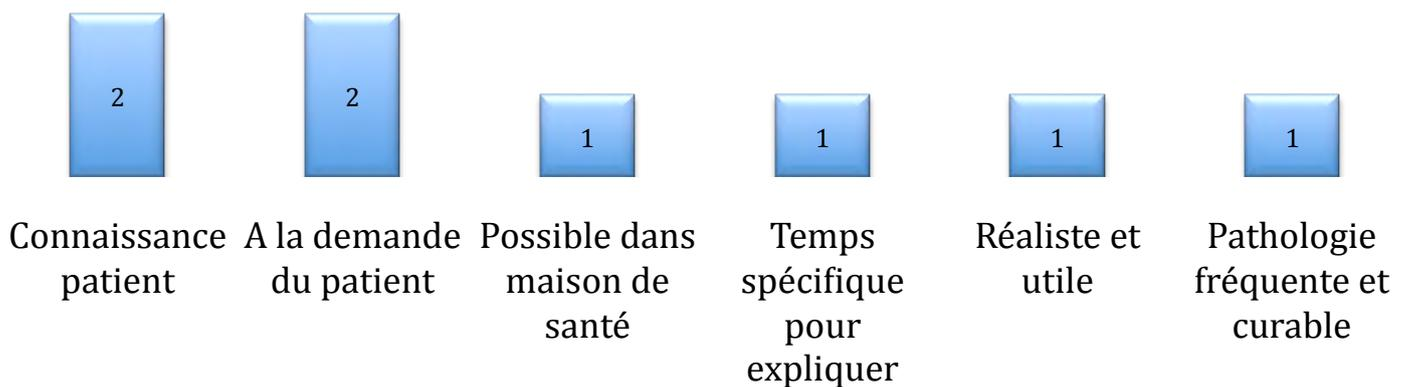 2
2
1
1
1
1
Connaissance patient
A la demande du patient
Possible dans maison de santé
Temps spécifique pour expliquer
Réaliste et utile
Pathologie fréquente et curable